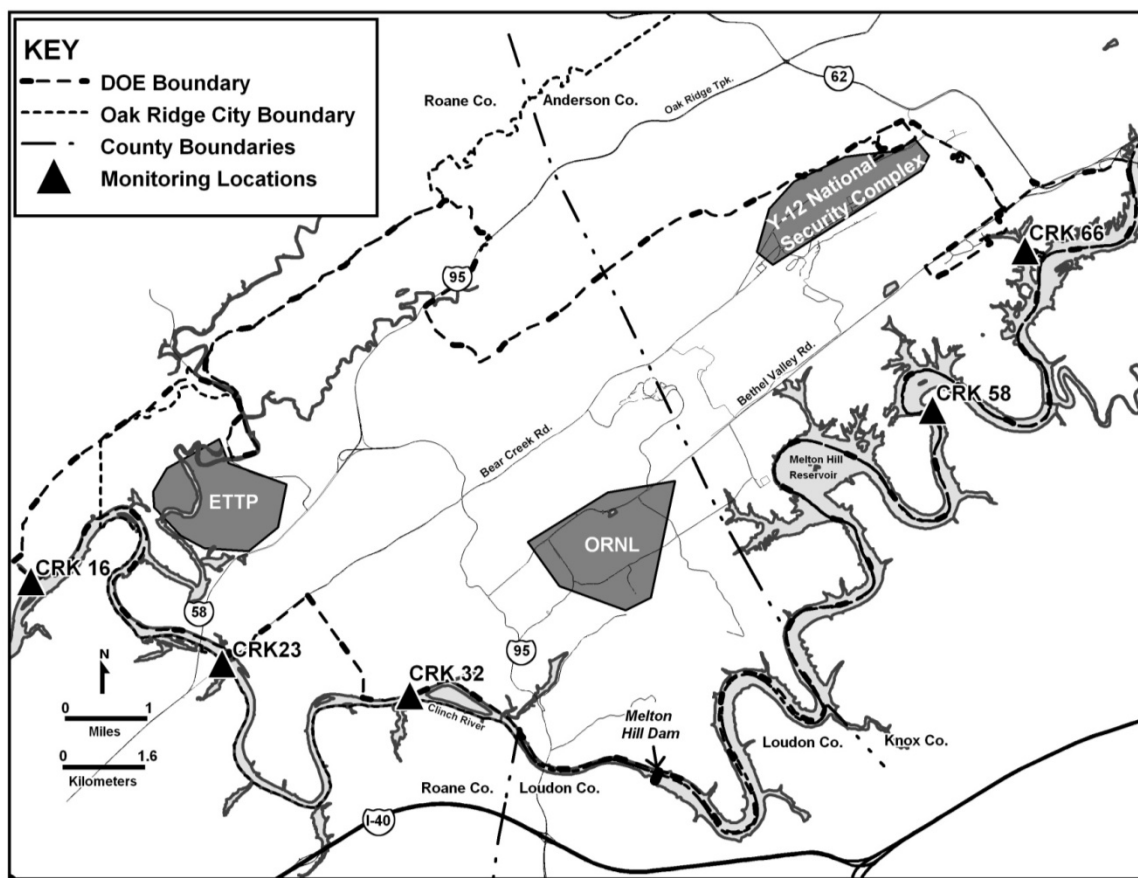 KEY
DOE Boundary
Oak Ridge City Boundary
County Boundaries
Monitoring Locations
Roane Co.
Anderson Co.
Oak Ridge Tpk.
62
Y-12 National
Security Complex
95
CRK 66
Bethel Valley Rd.
CRK 58
Bear Creek Rd.
Melton Hill
Reservoir
ETTP
ORNL
CRK 16
58
CRK23
95
CRK 32
Clinch River
N
0 1
Miles
0 1.6
Kilometers
Melton
Hill Dam
Loudon Co.
Knox Co.
Roane Co.
Loudon Co.
I-40